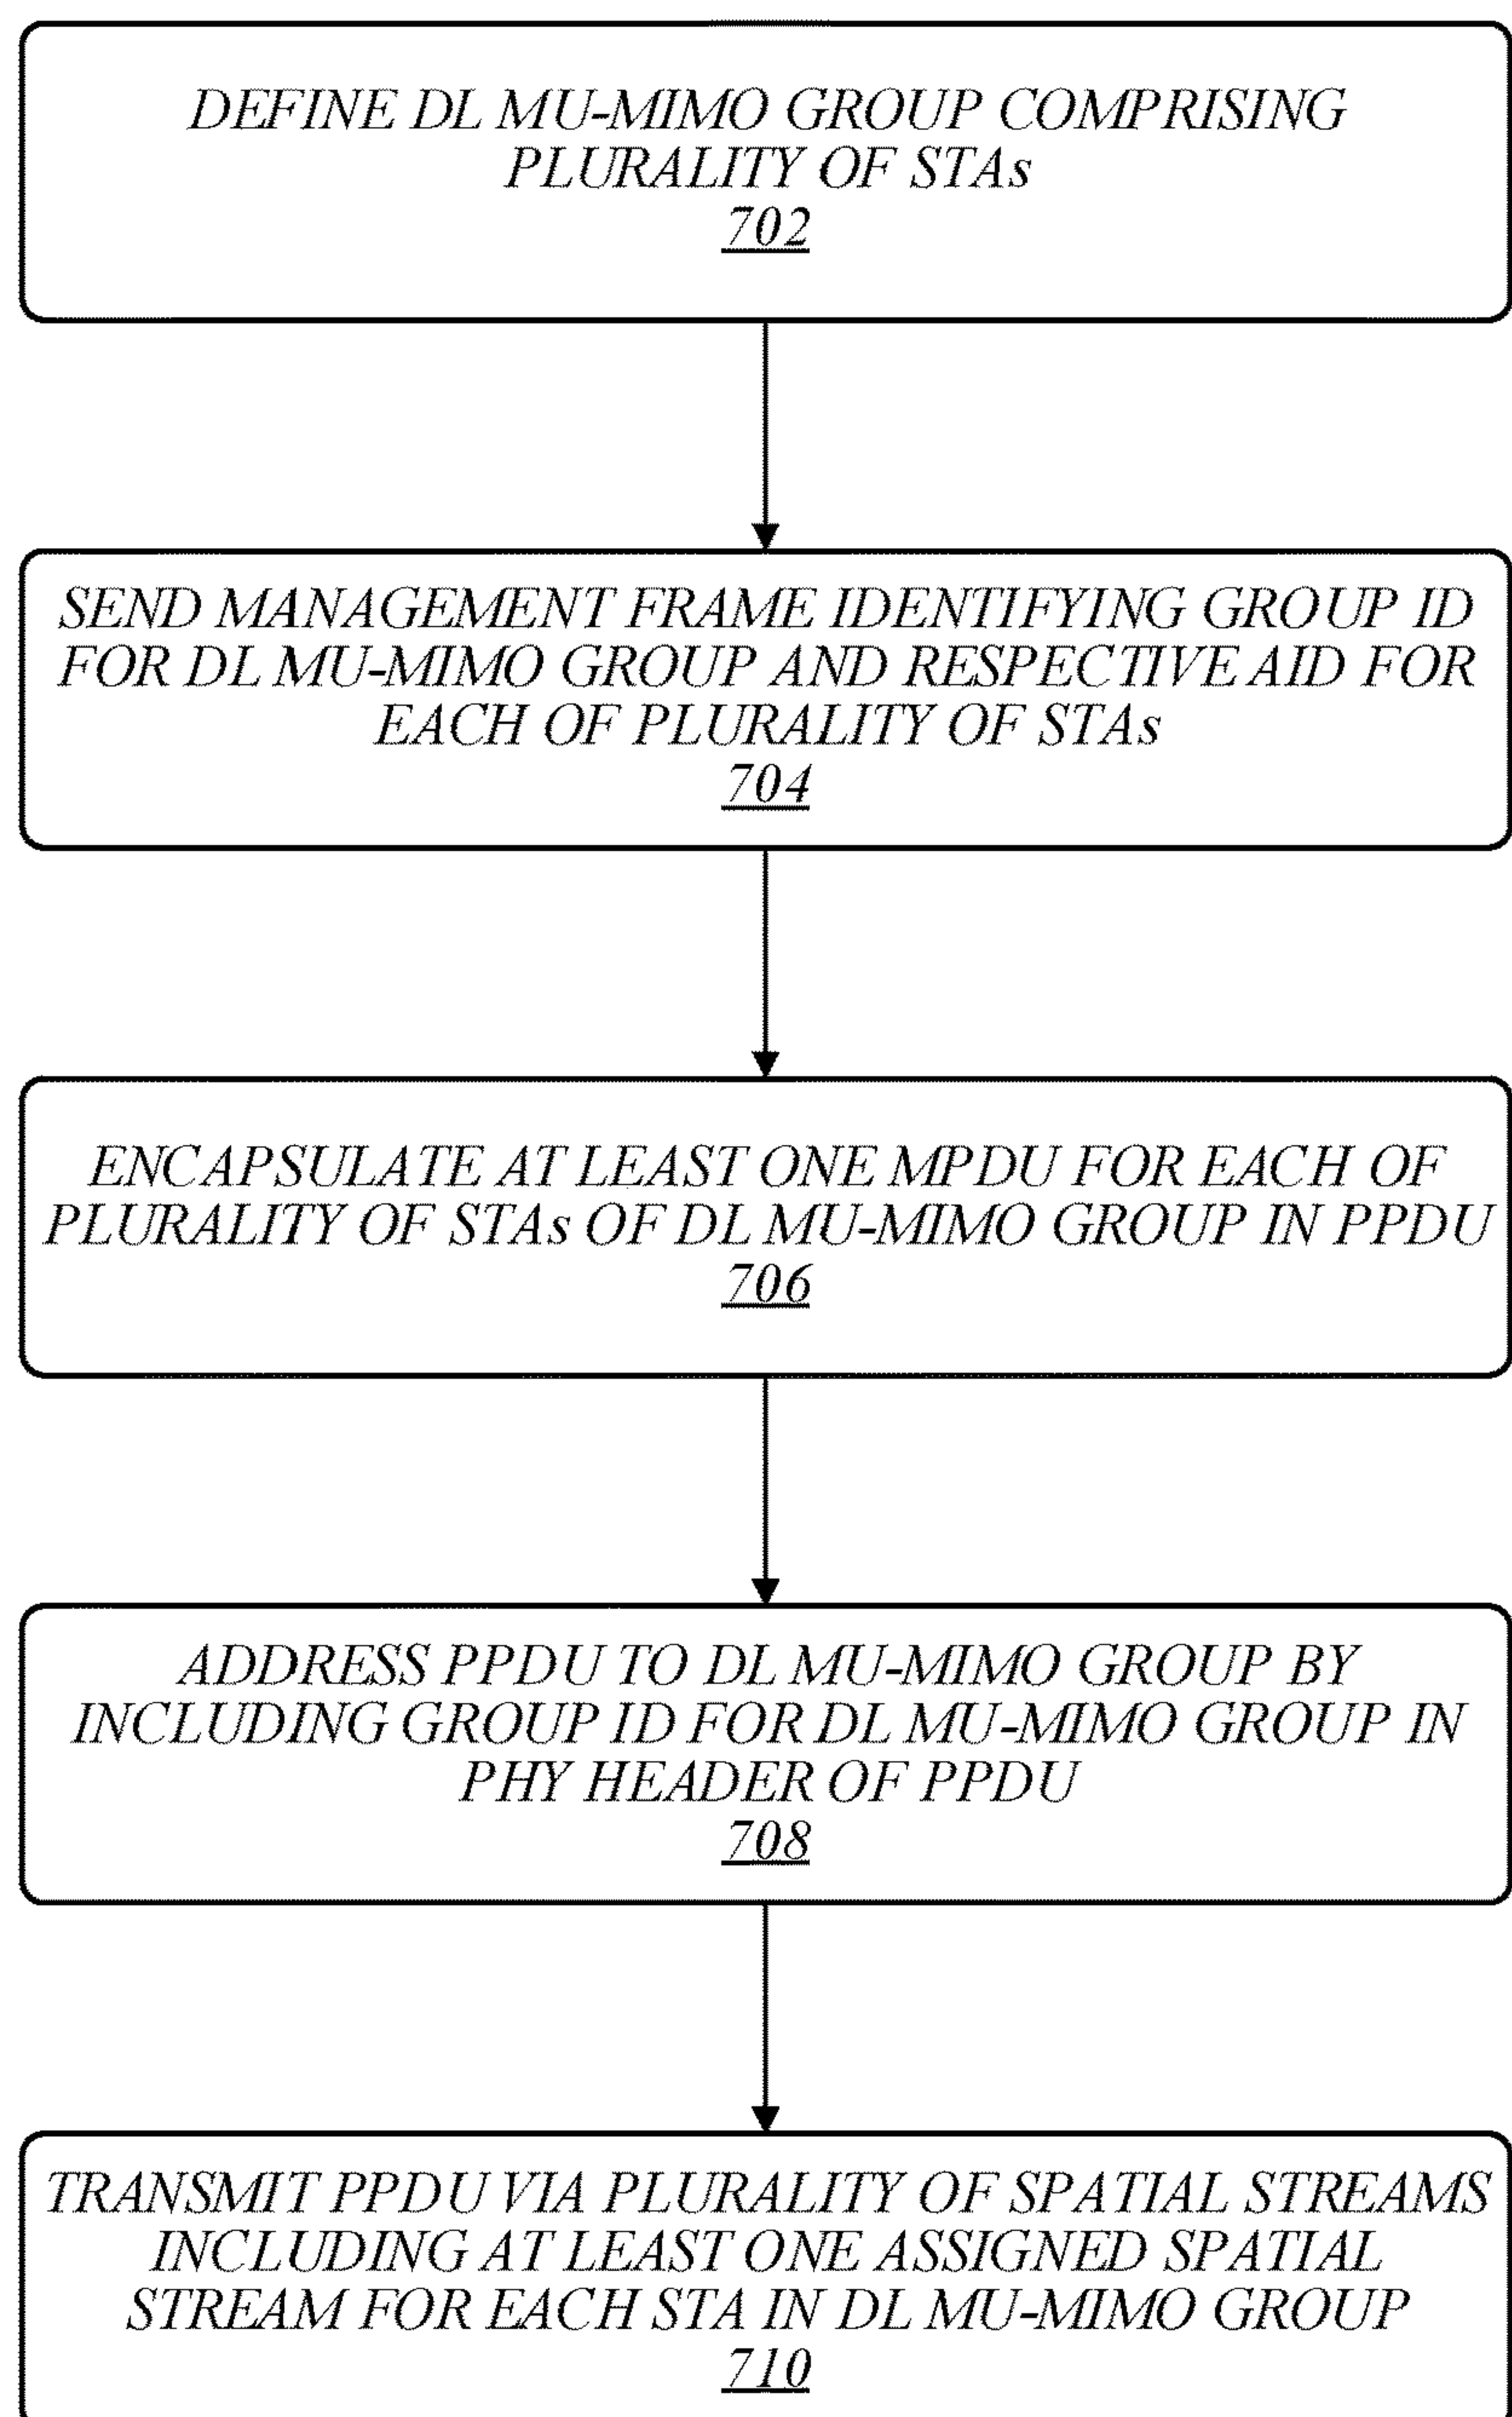 DEFINE DL MU-MIMO GROUP COMPRISING
PLURALITY OF STAs
702
SEND MANAGEMENT FRAME IDENTIFYING GROUP ID
FOR DL MU-MIMO GROUP AND RESPECTIVE AID FOR
EACH OF PLURALITY OF STAs
704
ENCAPSULATE AT LEAST ONE MPDU FOR EACH OF
PLURALITY OF STAs OF DL MU-MIMO GROUP IN PPDU
706
ADDRESS PPDU TO DL MU-MIMO GROUP BY
INCLUDING GROUP ID FOR DL MU-MIMO GROUP IN
PHY HEADER OF PPDU
708
TRANSMIT PPDU VIA PLURALITY OF SPATIAL STREAMS
INCLUDING AT LEAST ONE ASSIGNED SPATIAL
STREAM FOR EACH STA IN DL MU-MIMO GROUP
710